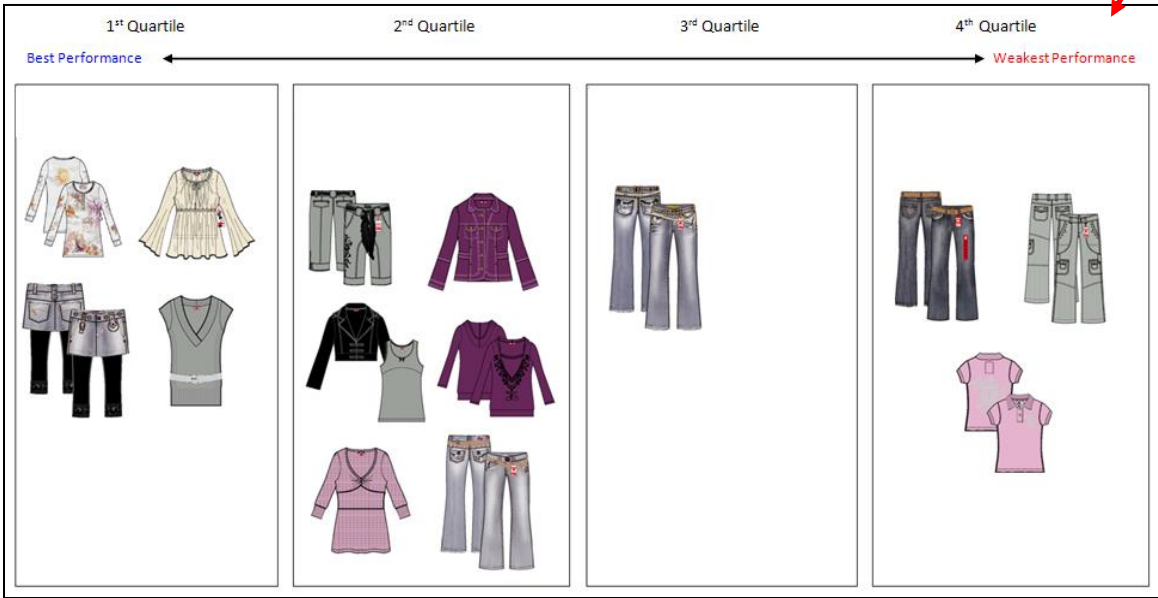 1st Quartile
2nd Quartile
3rd Quartile
4th Quartile
Best Performance
Weakest Performance